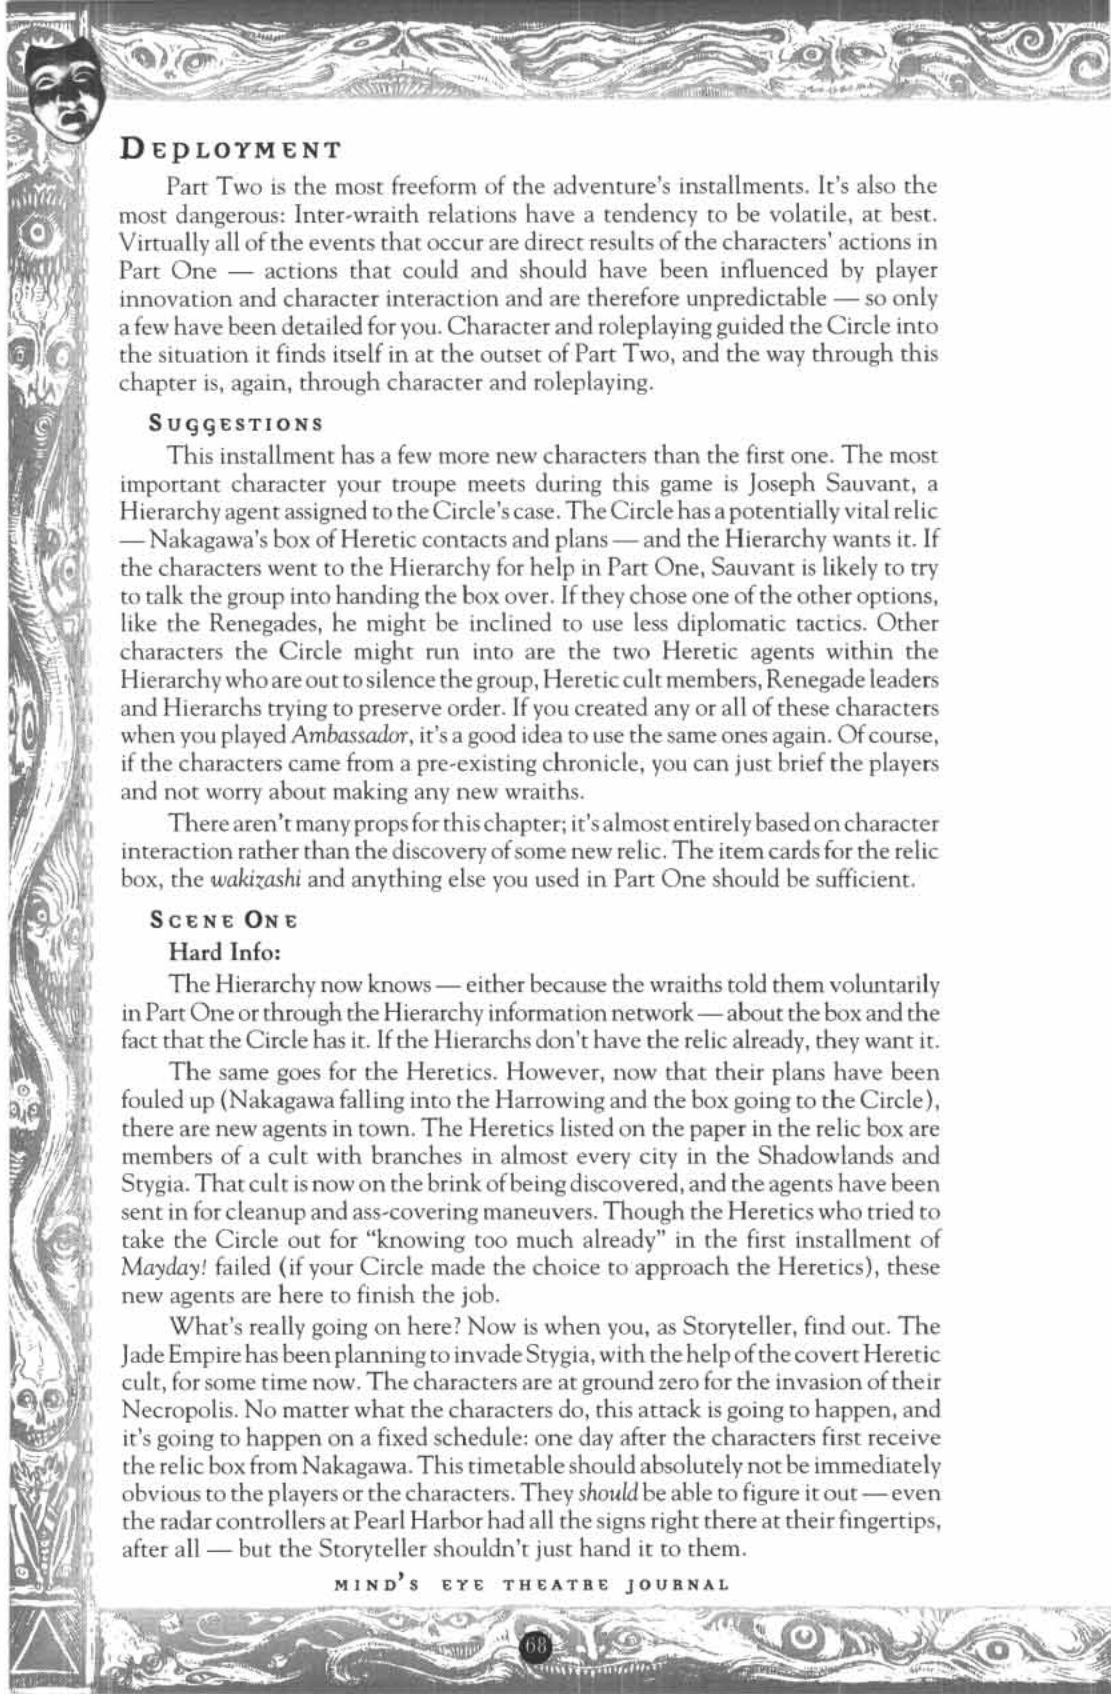 DEPLOYMENT
Part Two is the most freeform of the adventure's installments. It's also the
most dangerous: Inter-wraith relations have a tendency to be volatile, at best.
Virtually all of the events that occur are direct results of the characters' actions in
Part One — actions that could and should have been influenced by player
innovation and character interaction and are therefore unpredictable — so only
a few have been detailed for you. Character and roleplaying guided the Circle into
the situation it finds itself in at the outset of Part Two, and the way through this
chapter is, again, through character and roleplaying.
SUGGESTIONS
This installment has a few more new characters than the first one. The most
important character your troupe meets during this game is Joseph Sauvant, a
Hierarchy agent assigned to the Circle's case. The Circle has a potentially vital relic
— Nakagawa's box of Heretic contacts and plans — and the Hierarchy wants it. If
the characters went to the Hierarchy for help in Part One, Sauvant is likely to try
to talk the group into handing the box over. If they chose one of the other options,
like the Renegades, he might be inclined to use less diplomatic tactics. Other
characters the Circle might run into are the two Heretic agents within the
Hierarchy who are out to silence the group, Heretic cult members, Renegade leaders
and Hierarchs trying to preserve order. If you created any or all of these characters
when you played Ambassador, it's a good idea to use the same ones again. Of course,
if the characters came from a pre-existing chronicle, you can just brief the players
and not worry about making any new wraiths.
There aren't many props for this chapter; it's almost entirely based on character
interaction rather than the discovery of some new relic. The item cards for the relic
box, the wakizashi and anything else you used in Part One should be sufficient.
SCENE ONE
Hard Info:
The Hierarchy now knows — either because the wraiths told them voluntarily
in Part One or through the Hierarchy information network — about the box and the
fact that the Circle has it. If the Hierarchs don't have the relic already, they want it.
The same goes for the Heretics. However, now that their plans have been
fouled up (Nakagawa falling into the Harrowing and the box going to the Circle),
there are new agents in town. The Heretics listed on the paper in the relic box are
members of a cult with branches in almost every city in the Shadowlands and
Stygia. That cult is now on the brink of being discovered, and the agents have been
sent in for cleanup and ass-covering maneuvers. Though the Heretics who tried to
take the Circle out for “knowing too much already” in the first installment of
Mayday! failed (if your Circle made the choice to approach the Heretics), these
new agents are here to finish the job.
What's really going on here? Now is when you, as Storyteller, find out. The
Jade Empire has been planning to invade Stygia, with the help of the covert Heretic
cult, for some time now. The characters are at ground zero for the invasion of their
Necropolis. No matter what the characters do, this attack is going to happen, and
it's going to happen on a fixed schedule: one day after the characters first receive
the relic box from Nakagawa. This timetable should absolutely not be immediately
obvious to the players or the characters. They should be able to figure it out — even
the radar controllers at Pearl Harbor had all the signs right there at their fingertips,
after all — but the Storyteller shouldn't just hand it to them.
MIND'S EYE THEATRE JOURNAL
68